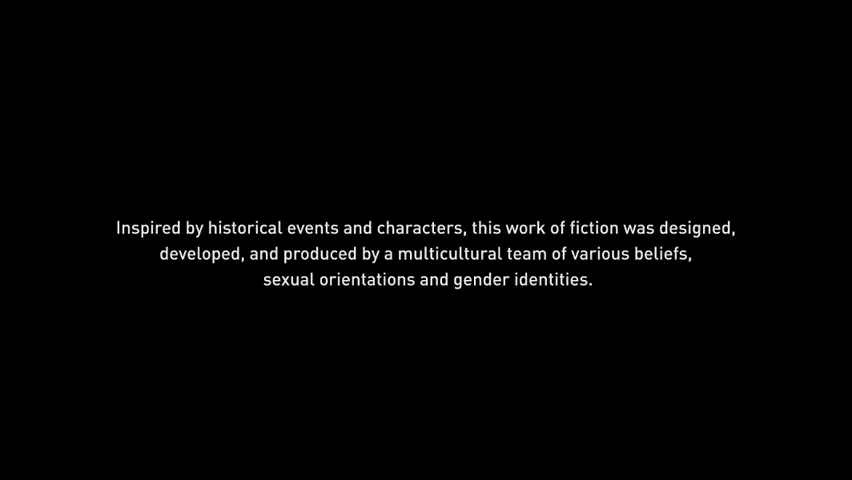 Inspired by historical events and characters, this work of fiction was designed,
developed, and produced by a multicultural team of various beliefs,
sexual orientations and gender identities.